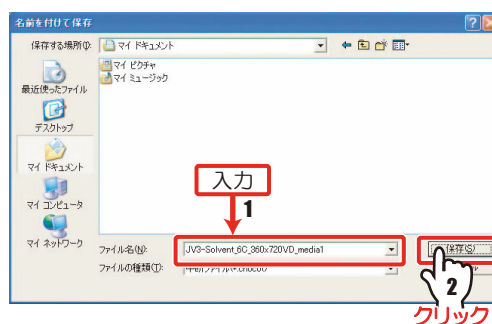 名前を付けて保存
保存する場所(I):
マイ ドキュメント
最近使ったファイル
デスクトップ
マイ ドキュメント
マイ コンピュータ
マイ ネットワーク
マイ ピクチャ
マイ ミュージック
入力
1
ファイル名(N):
JV3-Solvent_6C_360x720VD_media1
保存(S)
ファイルの種類(T):
2
クリック